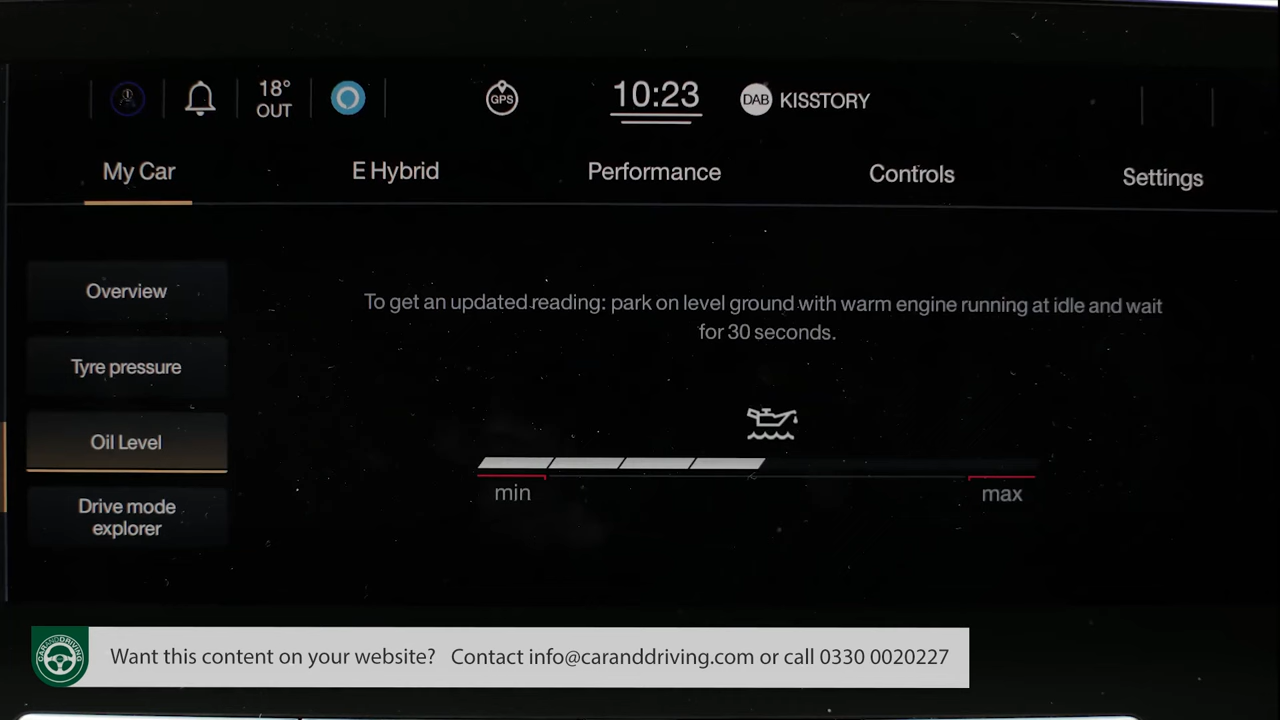 18°
OUT
GPS
10:23
DAB KISSTORY
My Car E Hybrid Performance Controls Settings
Overview
Tyre pressure
Oil Level
Drive mode
explorer
To get an updated reading: park on level ground with warm engine running at idle and wait
for 30 seconds.
min max
CARANDDRIVING
Want this content on your website? Contact info@caranddriving.com or call 0330 0020227